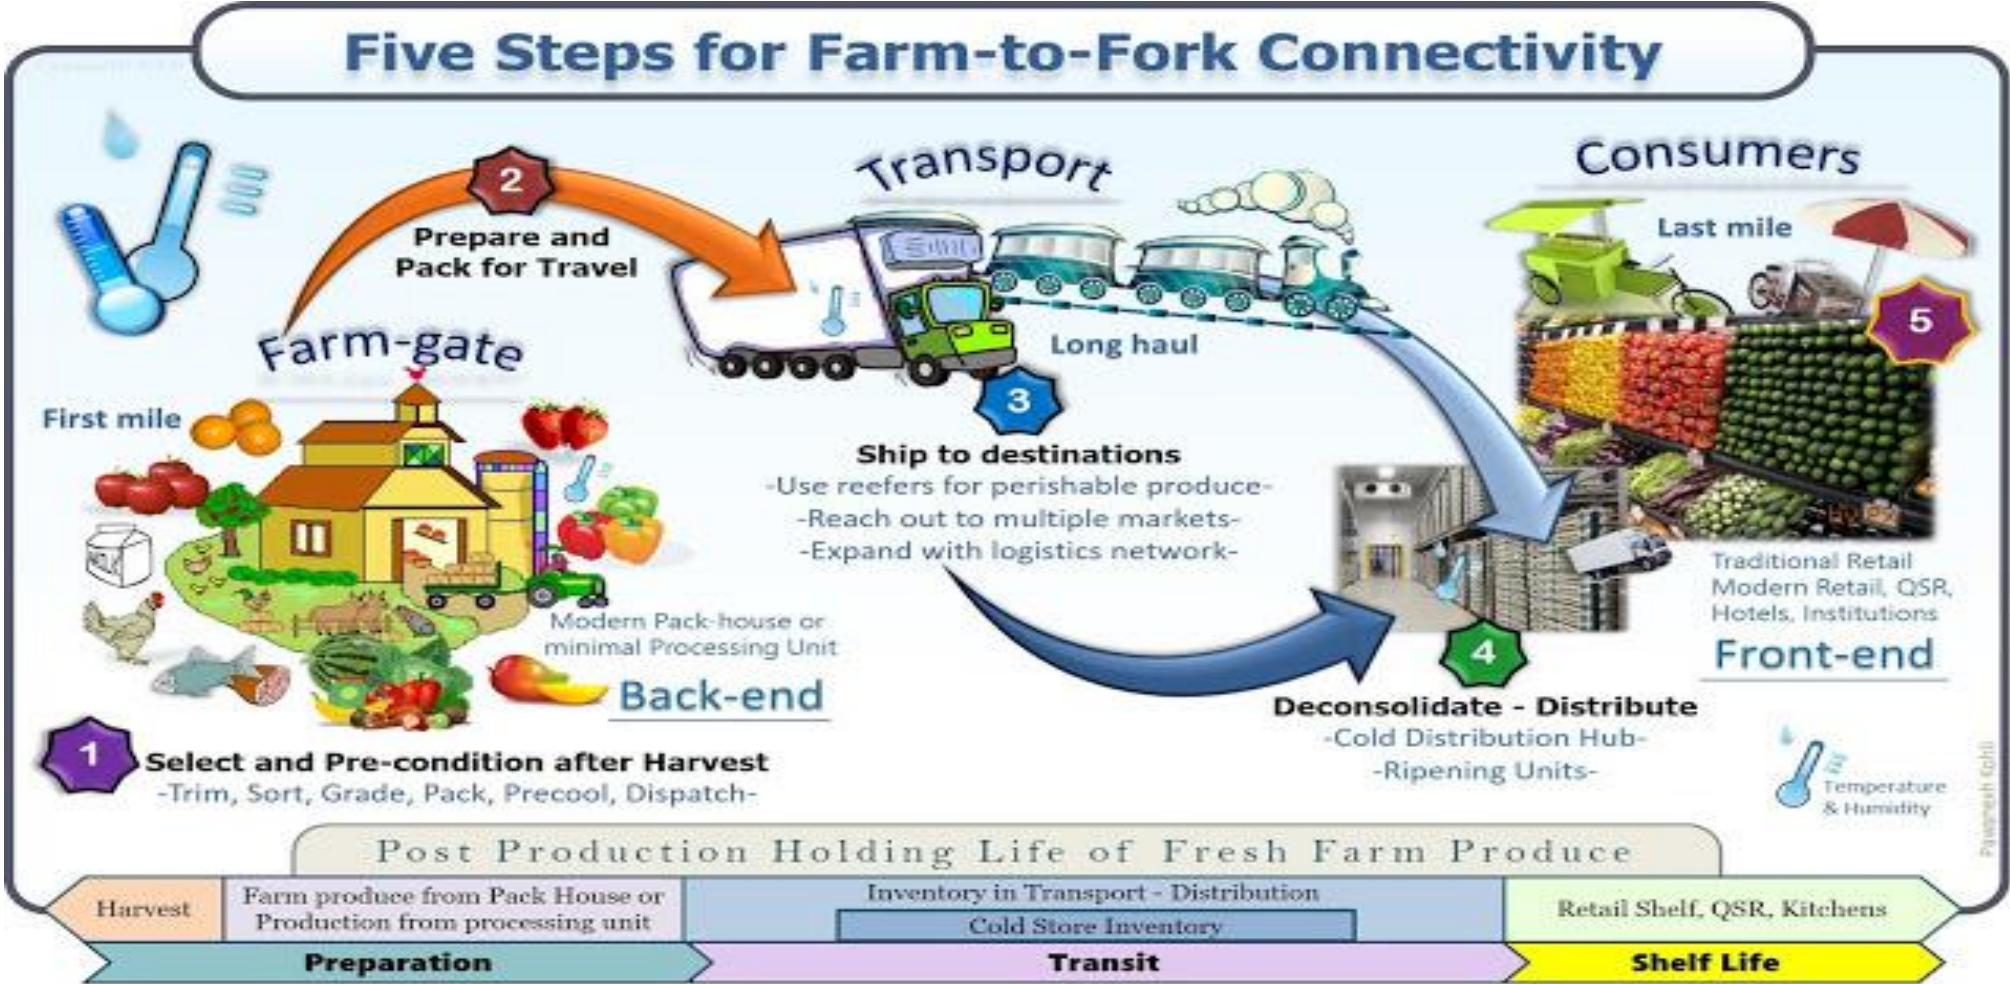 Five Steps for Farm-to-Fork Connectivity
2
Prepare and
Pack for Travel
Transport
Consumers
Last mile
5
Farm-gate
First mile
Long haul
3
Ship to destinations
-Use reefers for perishable produce-
-Reach out to multiple markets-
-Expand with logistics network-
Modern Pack-house or
minimal Processing Unit
Back-end
Traditional Retail
Modern Retail, QSR,
Hotels, Institutions
Front-end
4
Deconsolidate - Distribute
-Cold Distribution Hub-
-Ripening Units-
1
Select and Pre-condition after Harvest
-Trim, Sort, Grade, Pack, Precool, Dispatch-
Temperature
& Humidity
Pawanexh Kohli
Post Production Holding Life of Fresh Farm Produce
Harvest
Farm produce from Pack House or
Production from processing unit
Inventory in Transport - Distribution
Cold Store Inventory
Retail Shelf, QSR, Kitchens
Preparation
Transit
Shelf Life